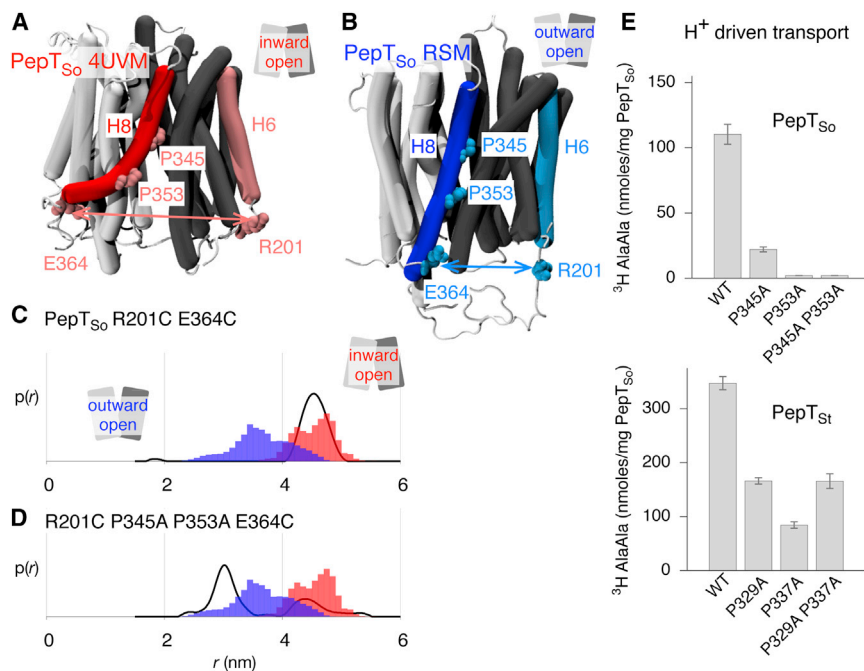 A
PepTSo 4UVM
inward
open
H8
H6
P345
P353
E364
R201
B
PepTSo RSM
outward
open
H8
H6
P345
P353
E364
R201
C
PepTSo R201C E364C
p(r)
outward
open
inward
open
0
2
4
6
D
R201C P345A P353A E364C
p(r)
0
2
4
6
r (nm)
E
H+ driven transport
PepTSo
3H AlaAla (nmoles/mg PepTSo)
150
100
50
0
WT
P345A
P353A
P345A P353A
PepTSt
3H AlaAla (nmoles/mg PepTSo)
300
200
100
0
WT
P329A
P337A
P329A P337A